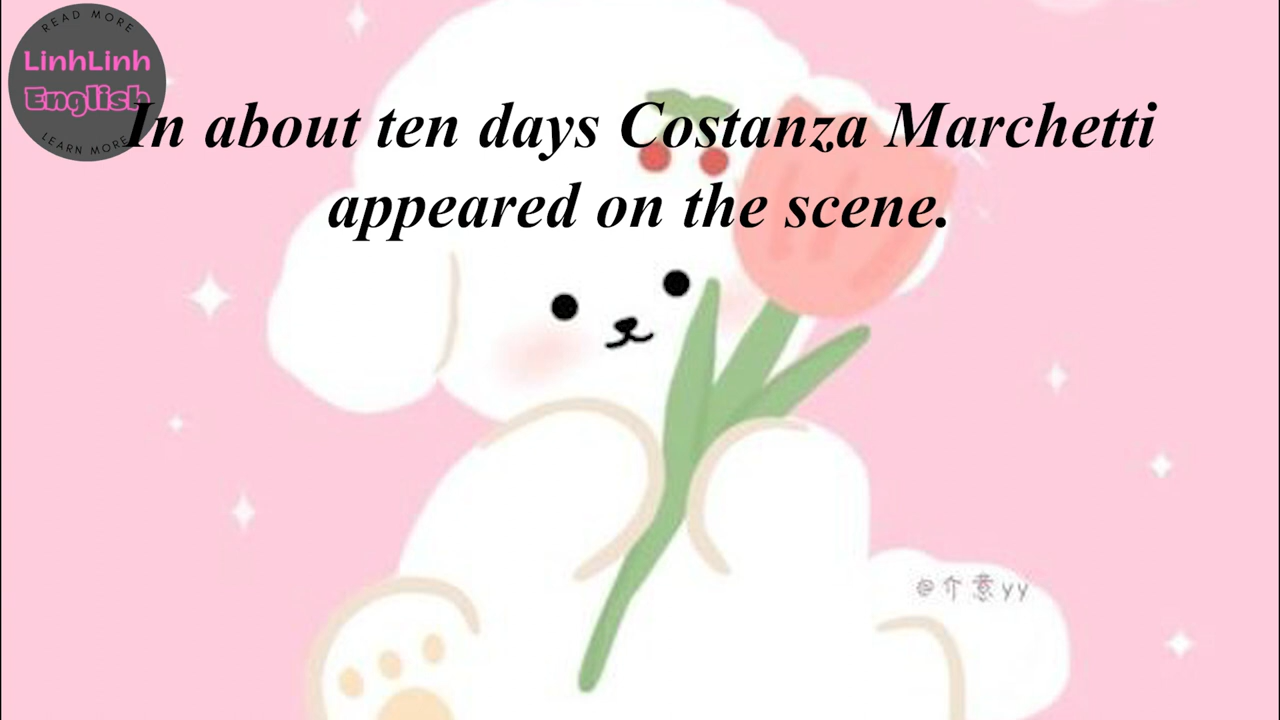 READ MORE
LinhLinh
English
LEARN MORE
In about ten days Costanza Marchetti
appeared on the scene.
@介意yy